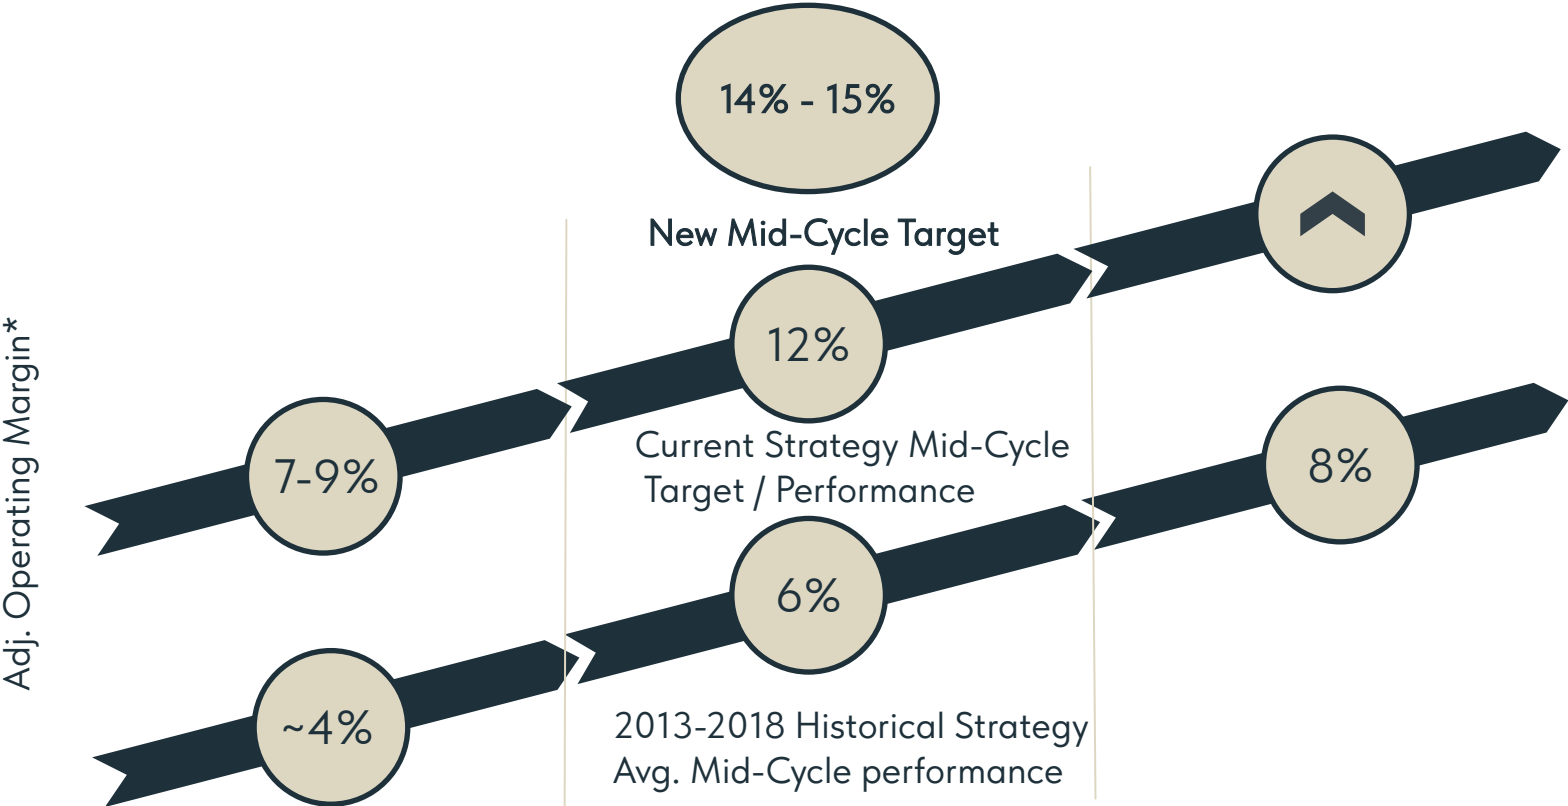 14% - 15%
New Mid-Cycle Target
12%
7-9%
Current Strategy Mid-Cycle
Target / Performance
8%
6%
~4%
2013-2018 Historical Strategy
Avg. Mid-Cycle performance
Adj. Operating Margin*